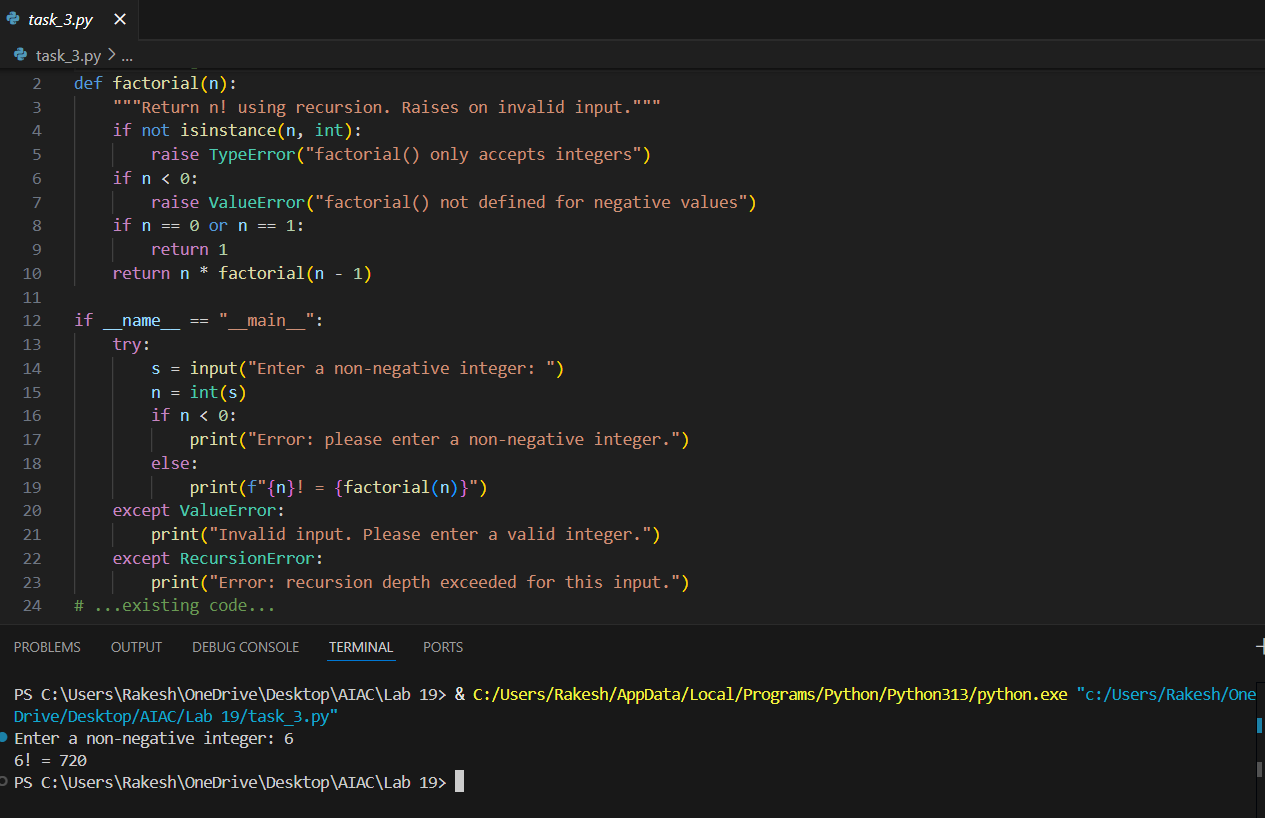 task_3.py
task_3.py > ...
2 def factorial(n):
3     """Return n! using recursion. Raises on invalid input."""
4     if not isinstance(n, int):
5         raise TypeError("factorial() only accepts integers")
6     if n < 0:
7         raise ValueError("factorial() not defined for negative values")
8     if n == 0 or n == 1:
9         return 1
10     return n * factorial(n - 1)
11
12 if __name__ == "__main__":
13     try:
14         s = input("Enter a non-negative integer: ")
15         n = int(s)
16         if n < 0:
17             print("Error: please enter a non-negative integer.")
18         else:
19             print(f"{n}! = {factorial(n)}")
20     except ValueError:
21         print("Invalid input. Please enter a valid integer.")
22     except RecursionError:
23         print("Error: recursion depth exceeded for this input.")
24 # ...existing code...
PROBLEMS OUTPUT DEBUG CONSOLE TERMINAL PORTS
PS C:\Users\Rakesh\OneDrive\Desktop\AIAC\Lab 19> & C:/Users/Rakesh/AppData/Local/Programs/Python/Python313/python.exe "c:/Users/Rakesh/One
Drive/Desktop/AIAC/Lab 19/task_3.py"
Enter a non-negative integer: 6
6! = 720
PS C:\Users\Rakesh\OneDrive\Desktop\AIAC\Lab 19>